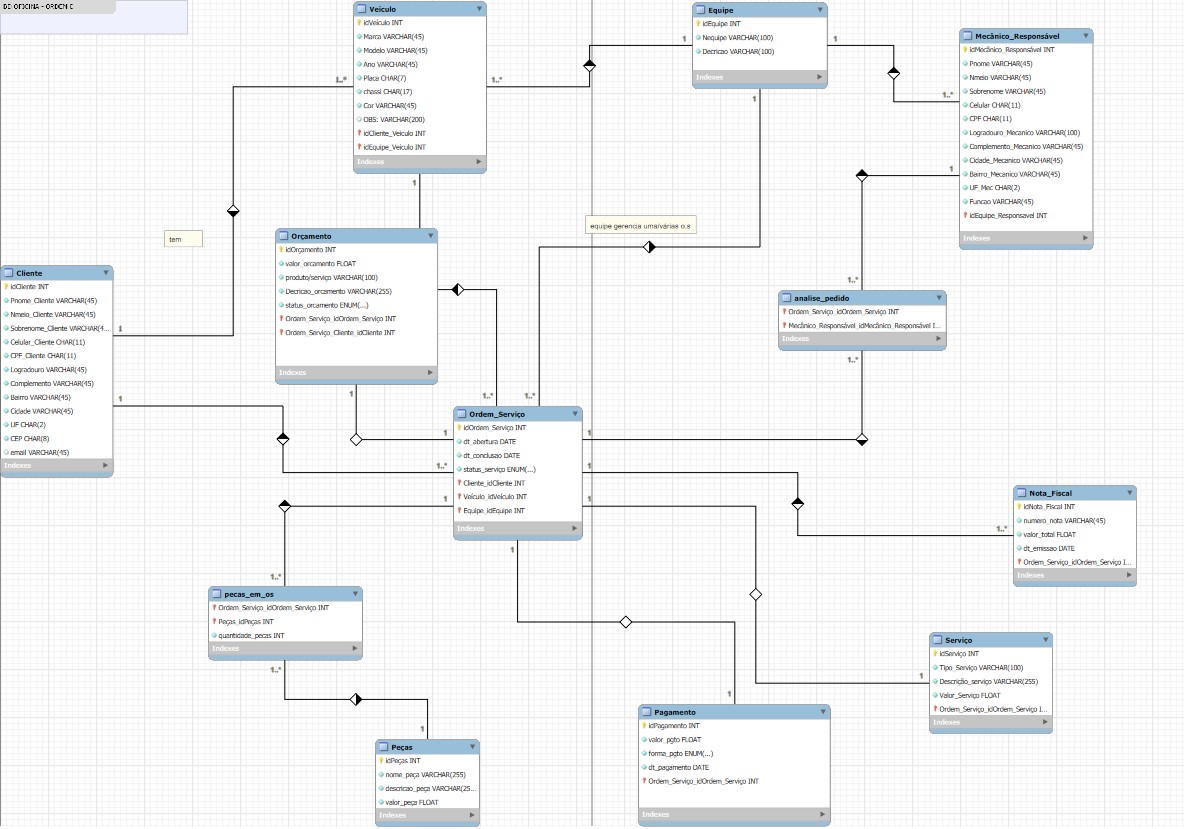 DE OFICINA - ORDEM E
Veiculo
idVeículo INT
Marca VARCHAR(45)
Modelo VARCHAR(45)
Ano VARCHAR(45)
Placa CHAR(7)
chassi CHAR(17)
Cor VARCHAR(45)
OBS: VARCHAR(200)
idCliente_Veiculo INT
idEquipe_Veiculo INT
Indexes
Equipe
idEquipe INT
Nequipe VARCHAR(100)
Decricao VARCHAR(100)
Indexes
Mecânico_Responsável
idMecânico_Responsável INT
Pnome VARCHAR(45)
Nmeio VARCHAR(45)
Sobrenome VARCHAR(45)
Celular CHAR(11)
CPF CHAR(11)
Logradouro_Mecanico VARCHAR(100)
Complemento_Mecanico VARCHAR(45)
Cidade_Mecanico VARCHAR(45)
Bairro_Mecanico VARCHAR(45)
UF_Mec CHAR(2)
Funcao VARCHAR(45)
idEquipe_Responsavel INT
Indexes
1..*
1..*
1
1
1..*
1
1
1
tem
equipe gerencia uma/várias o.s
Orçamento
idOrçamento INT
valor_orcamento FLOAT
produto/serviço VARCHAR(100)
Decricao_orcamento VARCHAR(255)
status_orcamento ENUM(...)
Ordem_Serviço_idOrdem_Serviço INT
Ordem_Serviço_Cliente_idCliente INT
Indexes
Cliente
idCliente INT
Pnome_Cliente VARCHAR(45)
Nmeio_Cliente VARCHAR(45)
Sobrenome_Cliente VARCHAR(4...
Celular_Cliente CHAR(11)
CPF_Cliente CHAR(11)
Logradouro VARCHAR(45)
Complemento VARCHAR(45)
Bairro VARCHAR(45)
Cidade VARCHAR(45)
UF CHAR(2)
CEP CHAR(8)
email VARCHAR(45)
Indexes
1
1
1..*
analise_pedido
Ordem_Serviço_idOrdem_Serviço INT
Mecânico_Responsável_idMecânico_Responsável I...
Indexes
1..*
1
1..*
1..*
Ordem_Serviço
idOrdem_Serviço INT
dt_abertura DATE
dt_conclusao DATE
status_serviço ENUM(...)
Cliente_idCliente INT
Veículo_idVeículo INT
Equipe_idEquipe INT
Indexes
1
1..*
1
1
1
1
1
Nota_Fiscal
idNota_Fiscal INT
numero_nota VARCHAR(45)
valor_total FLOAT
dt_emissao DATE
Ordem_Serviço_idOrdem_Serviço I...
Indexes
1..*
1..*
pecas_em_os
Ordem_Serviço_idOrdem_Serviço INT
Peças_idPeças INT
quantidade_pecas INT
Indexes
1..*
1
Peças
idPeças INT
nome_peça VARCHAR(255)
descricao_peça VARCHAR(25...
valor_peça FLOAT
Indexes
1
Pagamento
idPagamento INT
valor_pgto FLOAT
forma_pgto ENUM(...)
dt_pagamento DATE
Ordem_Serviço_idOrdem_Serviço INT
Indexes
1
Serviço
idServiço INT
Tipo_Serviço VARCHAR(100)
Descrição_serviço VARCHAR(255)
Valor_Serviço FLOAT
Ordem_Serviço_idOrdem_Serviço I...
Indexes